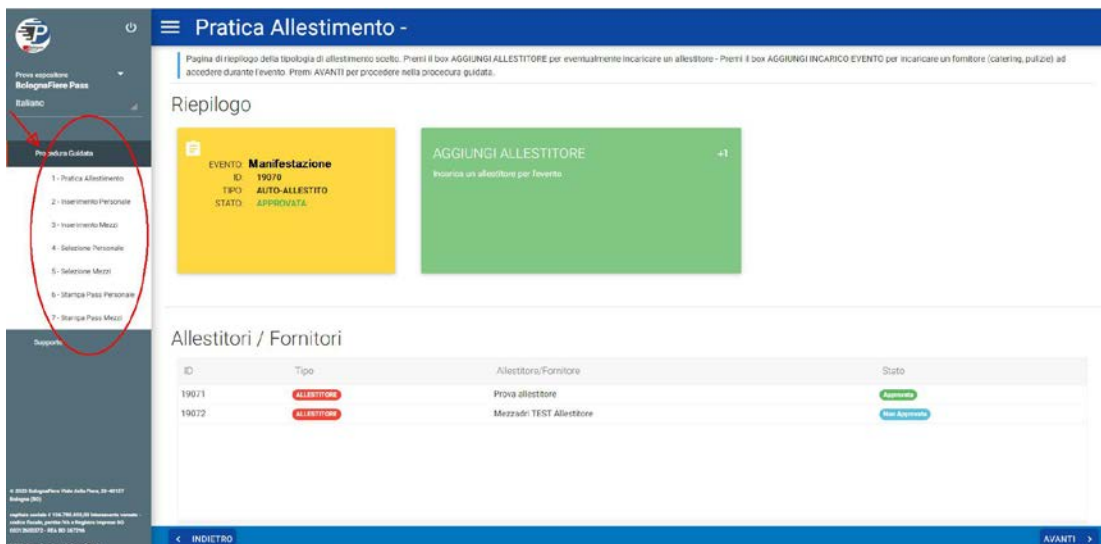 Pratica Allestimento -
Prova espositore
BolognaFiere Pass
Italiano
Procedura Guidata
1 - Pratica Allestimento
2 - Inserimento Personale
3 - Inserimento Mezzi
4 - Selezione Personale
5 - Selezione Mezzi
6 - Stampa Pass Personale
7 - Stampa Pass Mezzi
Supporto
Pagina di riepilogo della tipologia di allestimento scelto. Premi il box AGGIUNGI ALLESTITORE per eventualmente incaricare un allestitore - Premi il box AGGIUNGI INCARICO EVENTO per incaricare un fornitore (catering, pulizie) ad
accedere durante l'evento. Premi AVANTI per procedere nella procedura guidata.
Riepilogo
EVENTO: Manifestazione
ID: 19070
TIPO: AUTO-ALLESTITO
STATO: APPROVATA
AGGIUNGI ALLESTITORE +1
Incarica un allestitore per l'evento
Allestitori / Fornitori
ID Tipo Allestitore/Fornitore Stato
19071 ALLESTITORE Prova allestitore Approvato
19072 ALLESTITORE Mezzadri TEST Allestitore Non Approvato
Bologna (BO)
< INDIETRO AVANTI >